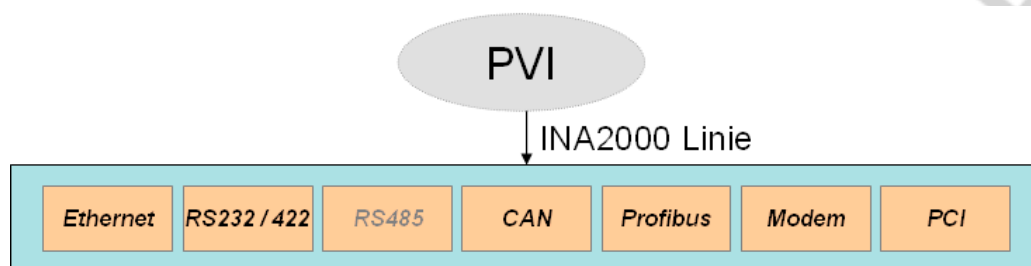 PVI
INA2000 Linie
Ethernet RS232 / 422 RS485 CAN Profibus Modem PCI